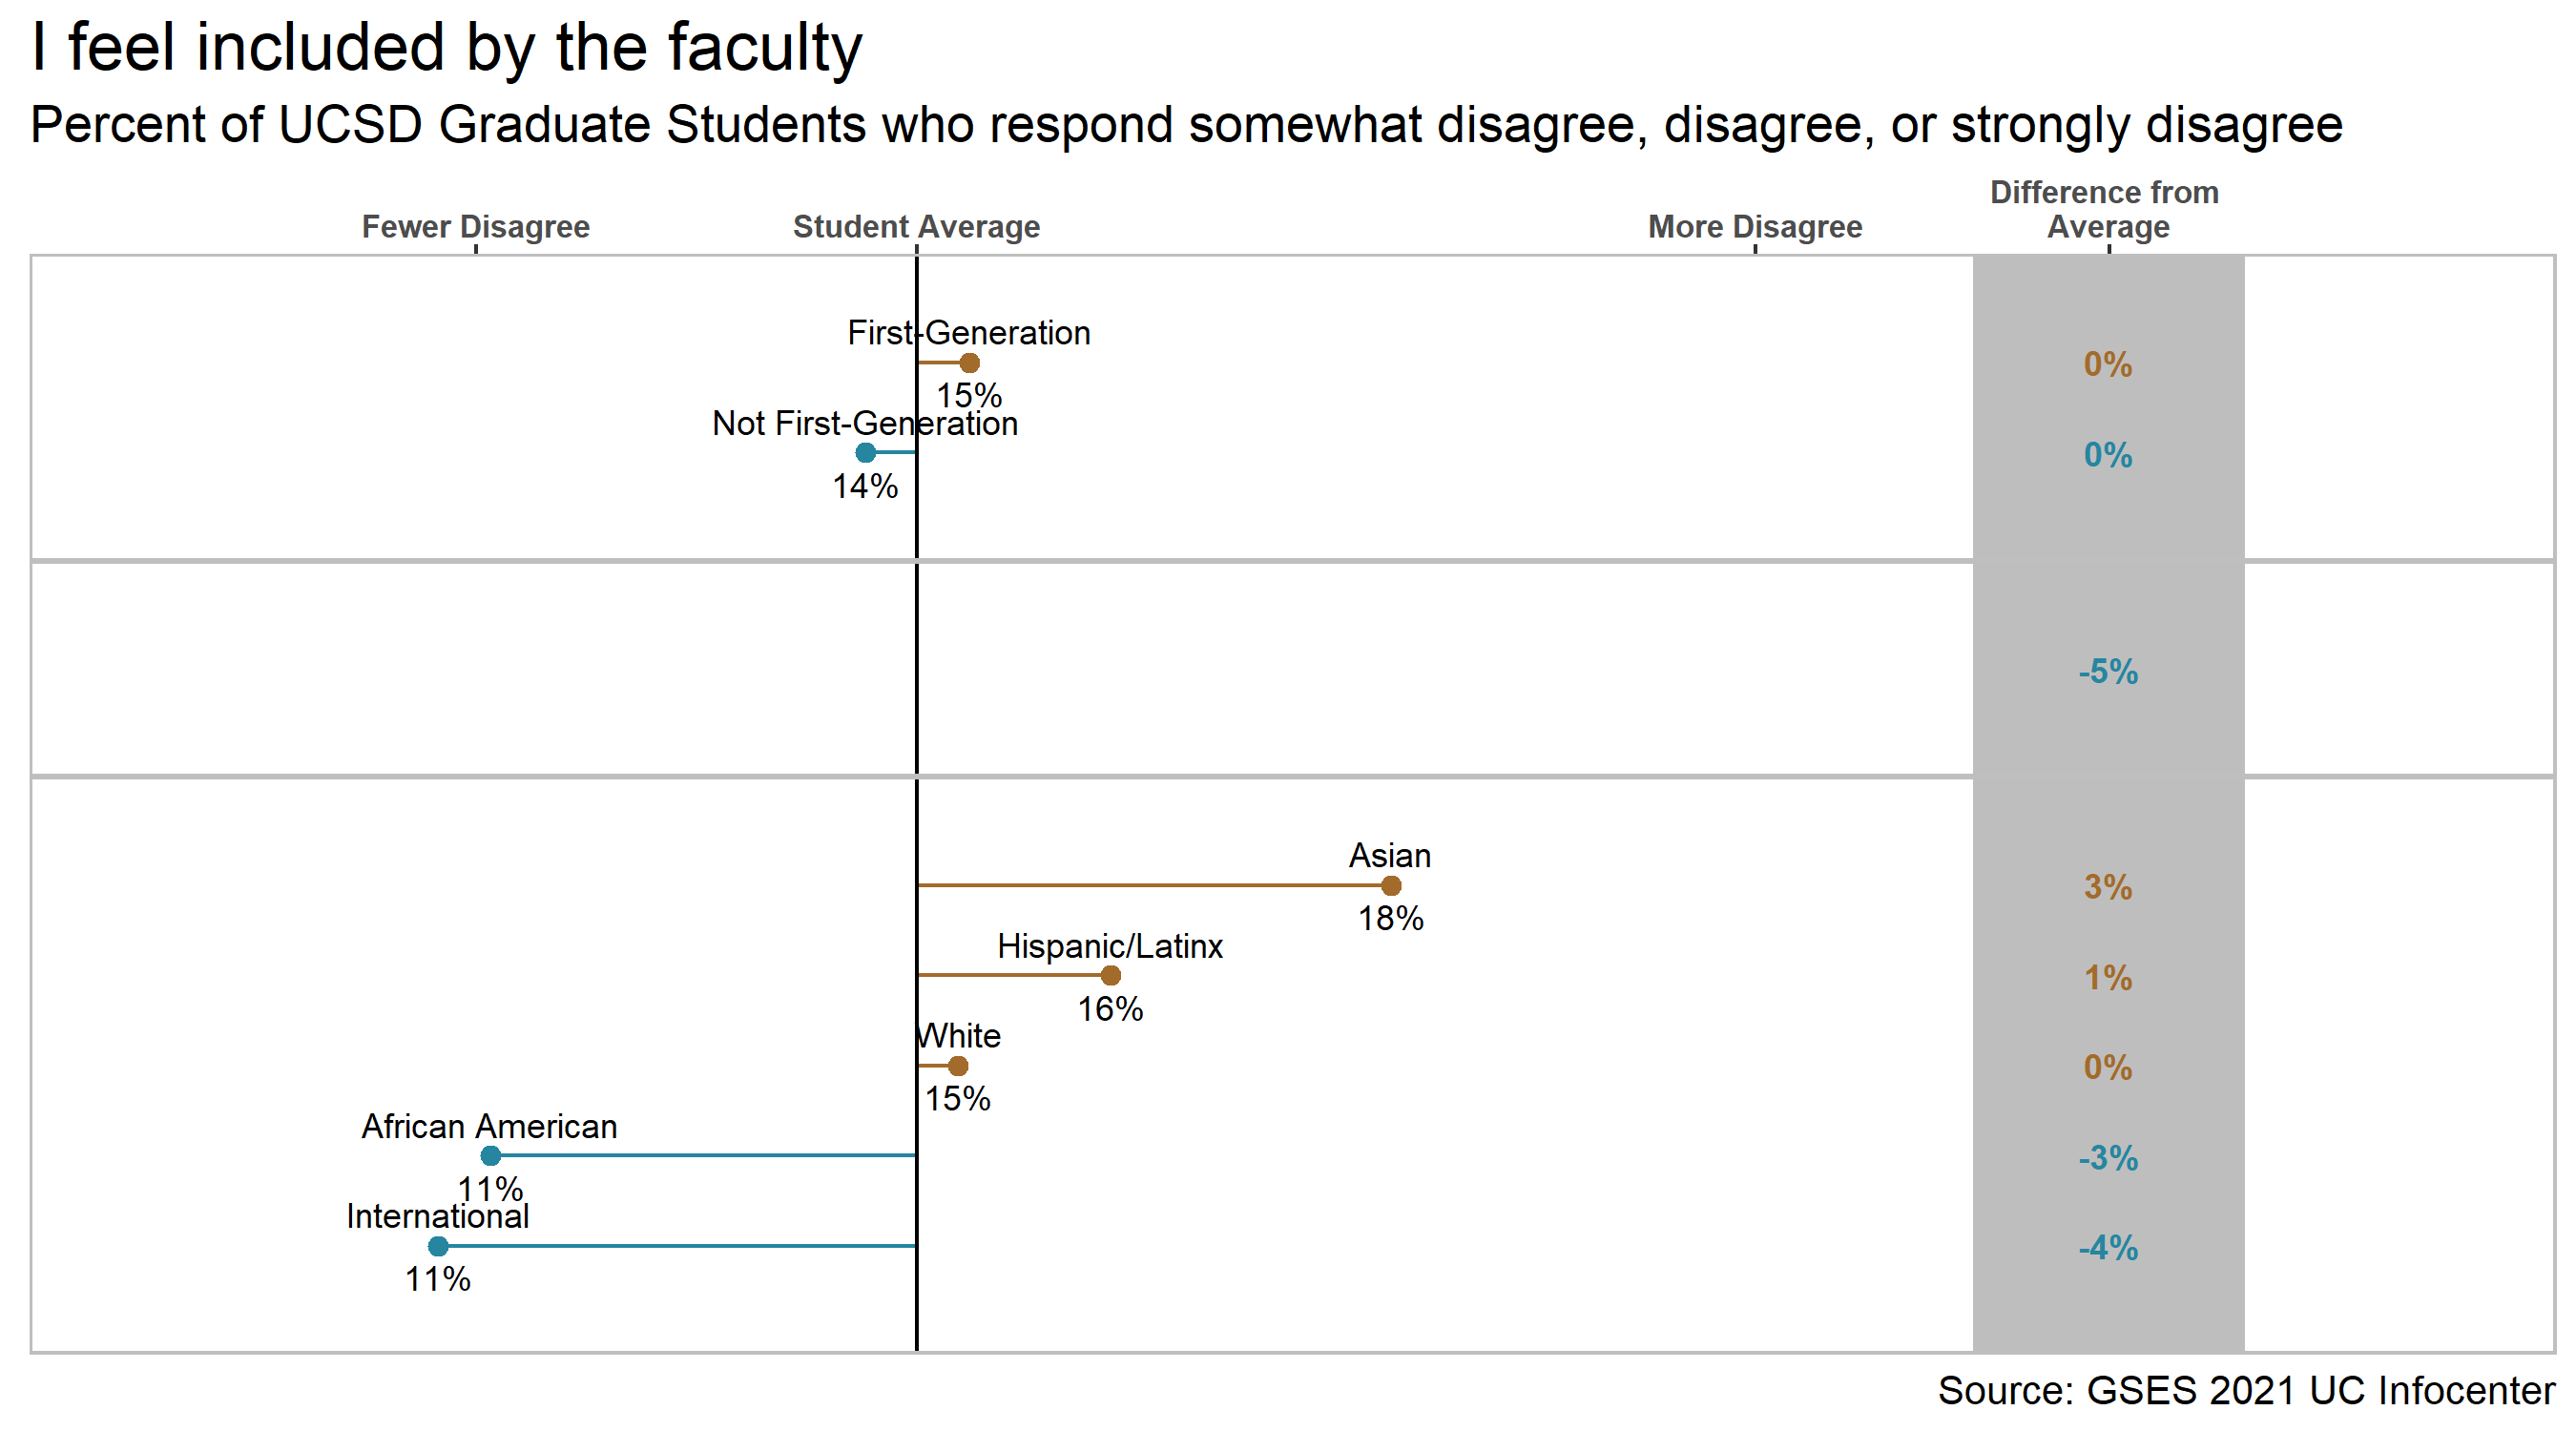 I feel included by the faculty
Percent of UCSD Graduate Students who respond somewhat disagree, disagree, or strongly disagree
Fewer Disagree Student Average More Disagree Difference from Average
First-Generation
0%
15%
Not First-Generation
0%
14%
-5%
Asian
3%
18%
Hispanic/Latinx
1%
16%
White
0%
15%
African American
-3%
11%
International
-4%
11%
Source: GSES 2021 UC Infocenter